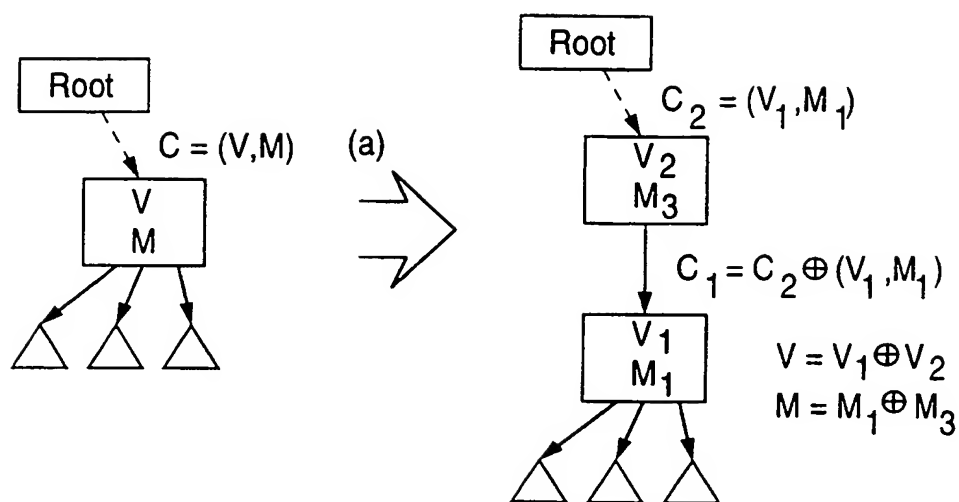 Root
C = (V,M)
V
M
(a)
Root
C₂ = (V₁,M₁)
V₂
M₃
C₁ = C₂ ⊕ (V₁,M₁)
V₁
M₁
V = V₁ ⊕ V₂
M = M₁ ⊕ M₃